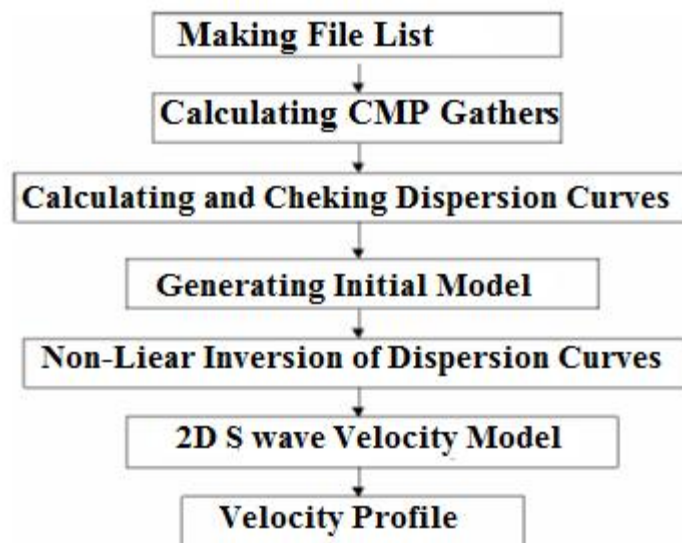 Making File List
Calculating CMP Gathers
Calculating and Cheking Dispersion Curves
Generating Initial Model
Non-Liear Inversion of Dispersion Curves
2D S wave Velocity Model
Velocity Profile